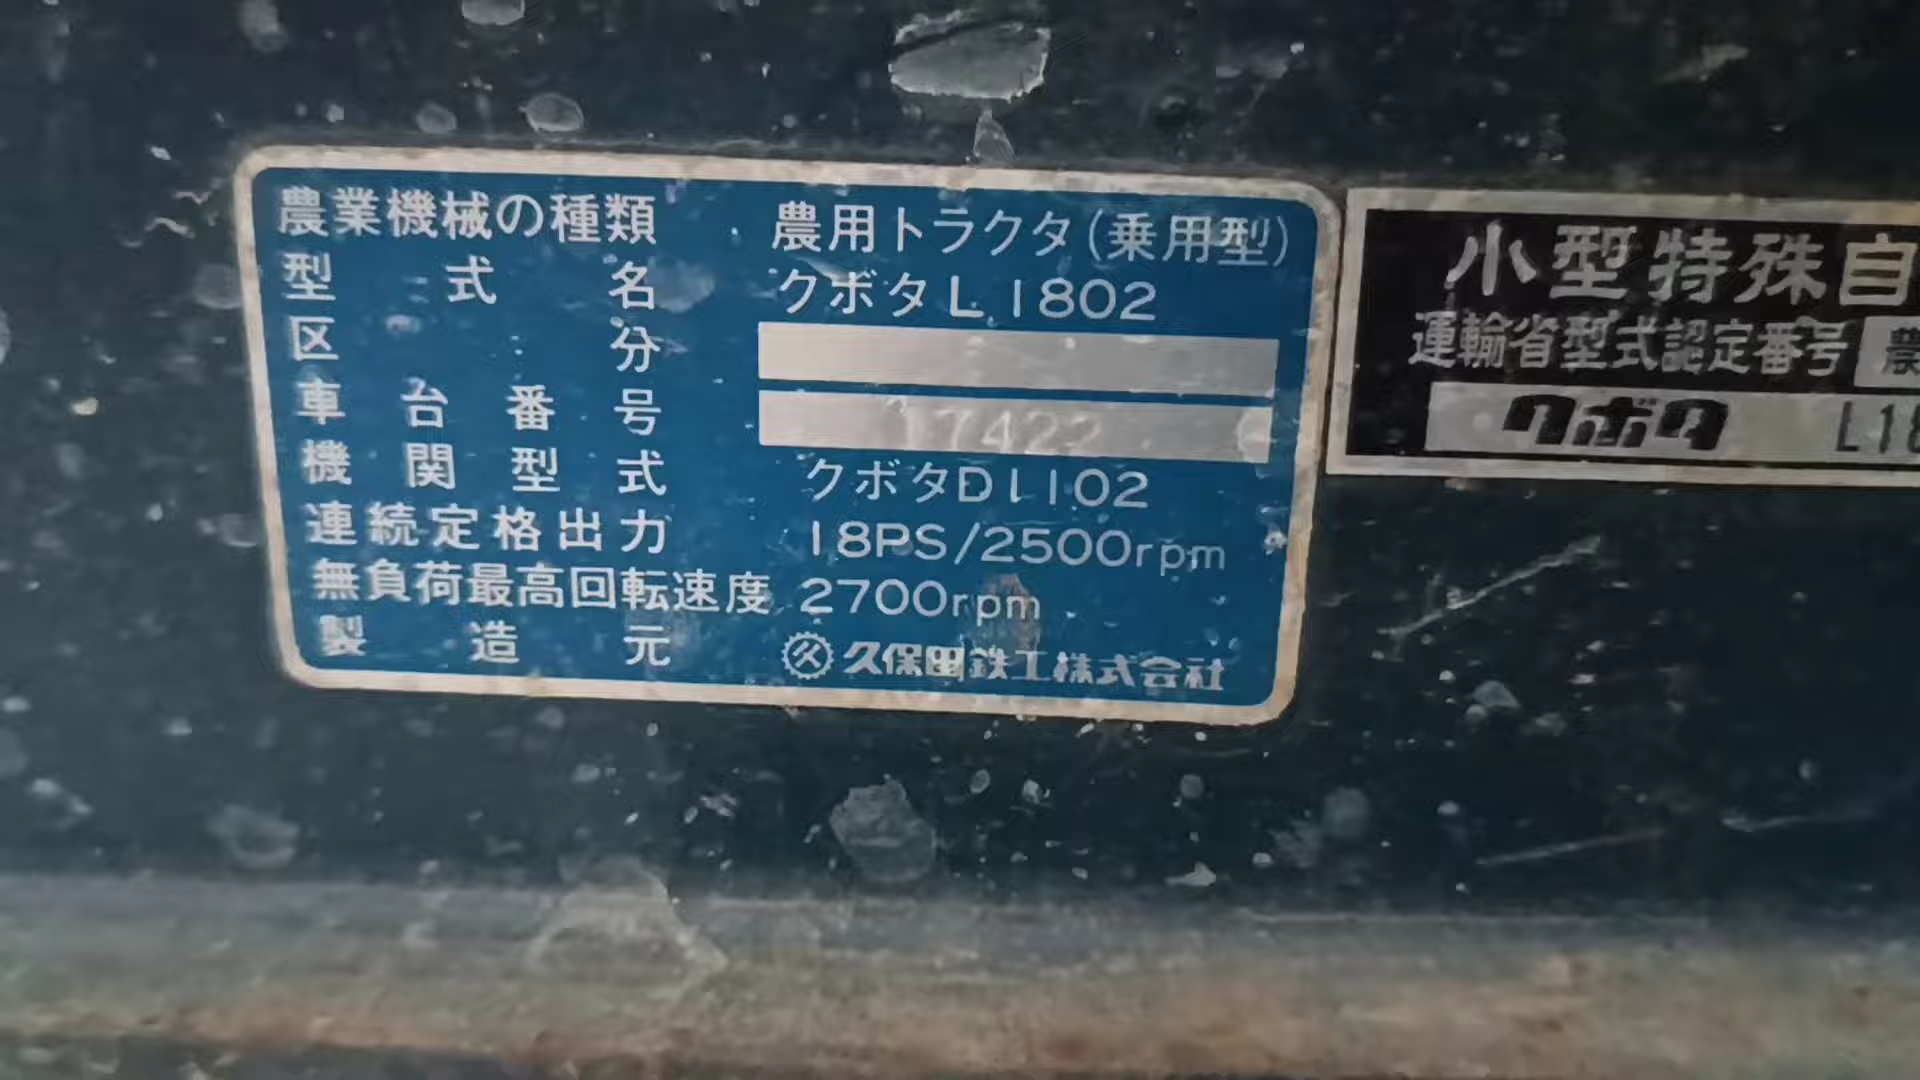 農業機械の種類 農用トラクタ(乗用型)
型式名 クボタL1802
区分
車台番号 17422
機関型式 クボタD1102
連続定格出力 18PS/2500rpm
無負荷最高回転速度 2700rpm
製造元 久保田鉄工株式会社
小型特殊自
運輸省型式認定番号 農
クボタ L18